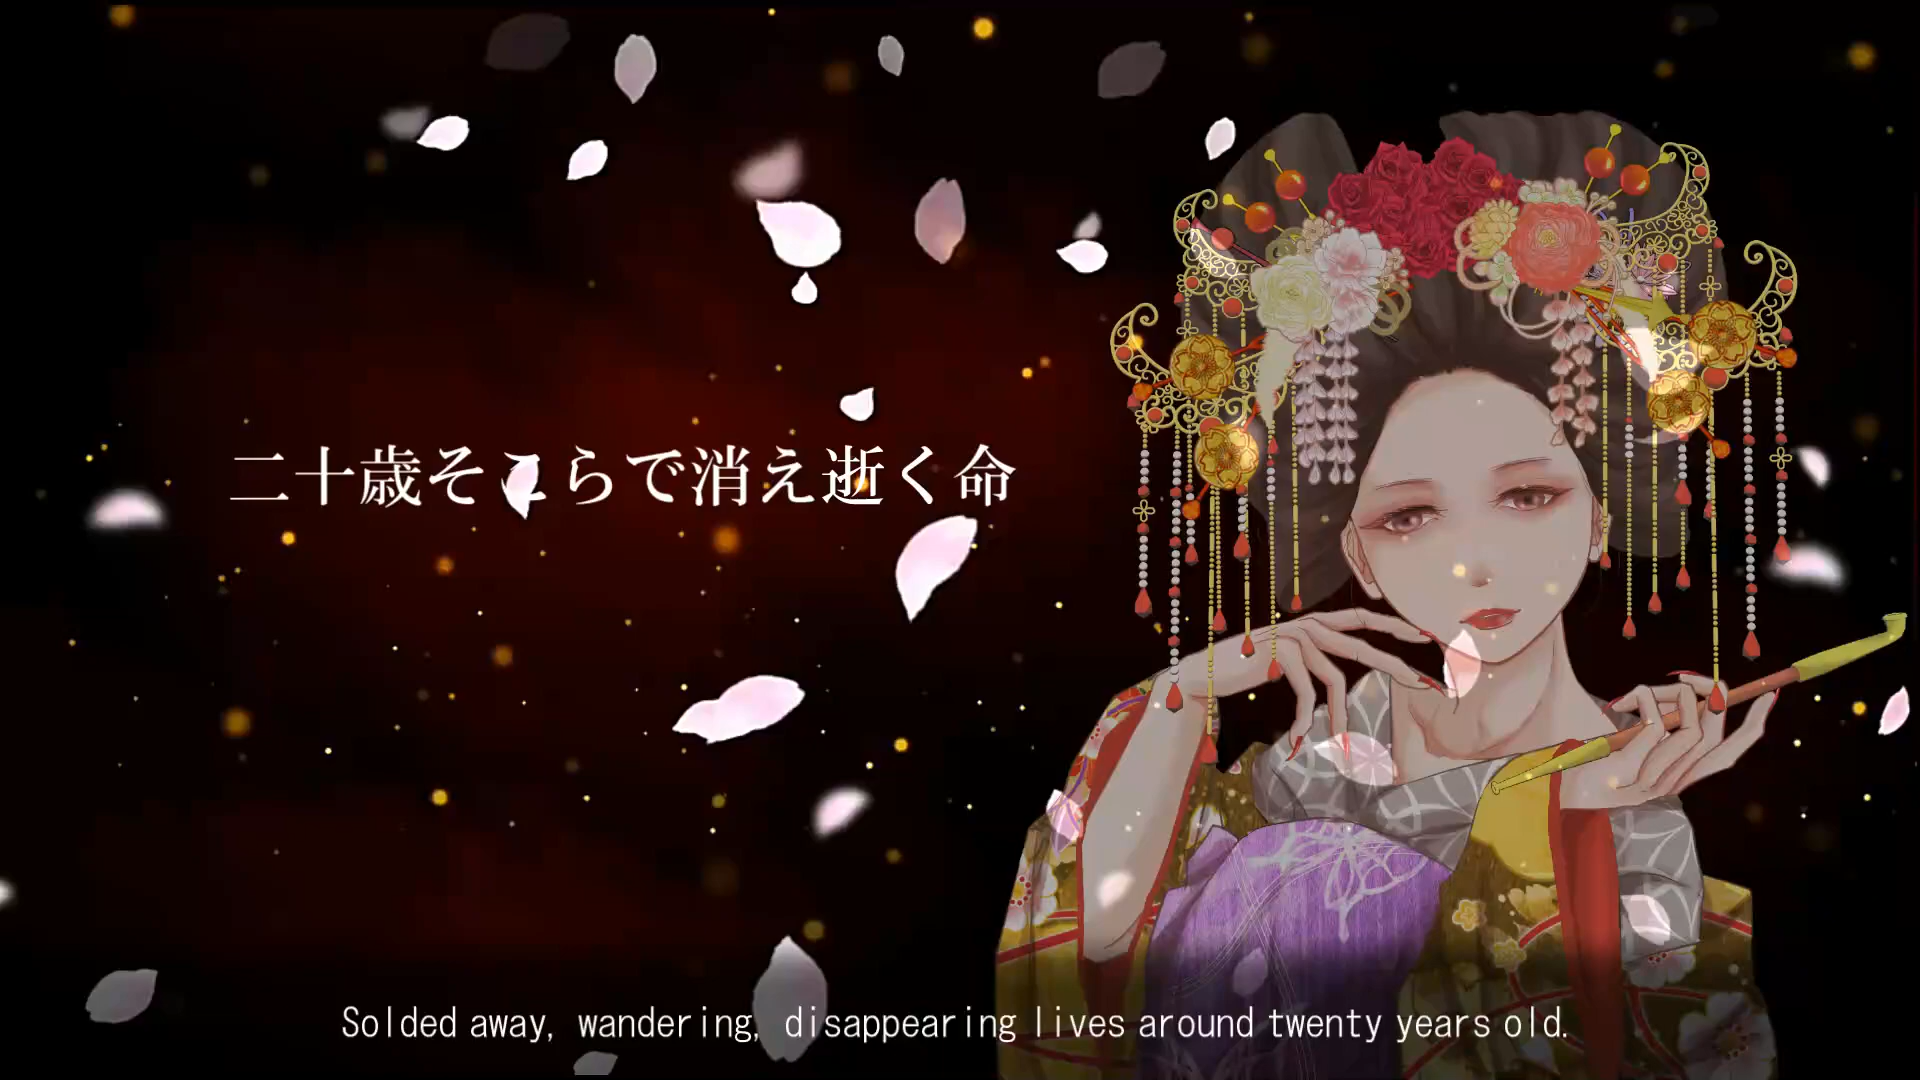 二十歳そこらで消え逝く命
Solded away, wandering, disappearing lives around twenty years old.